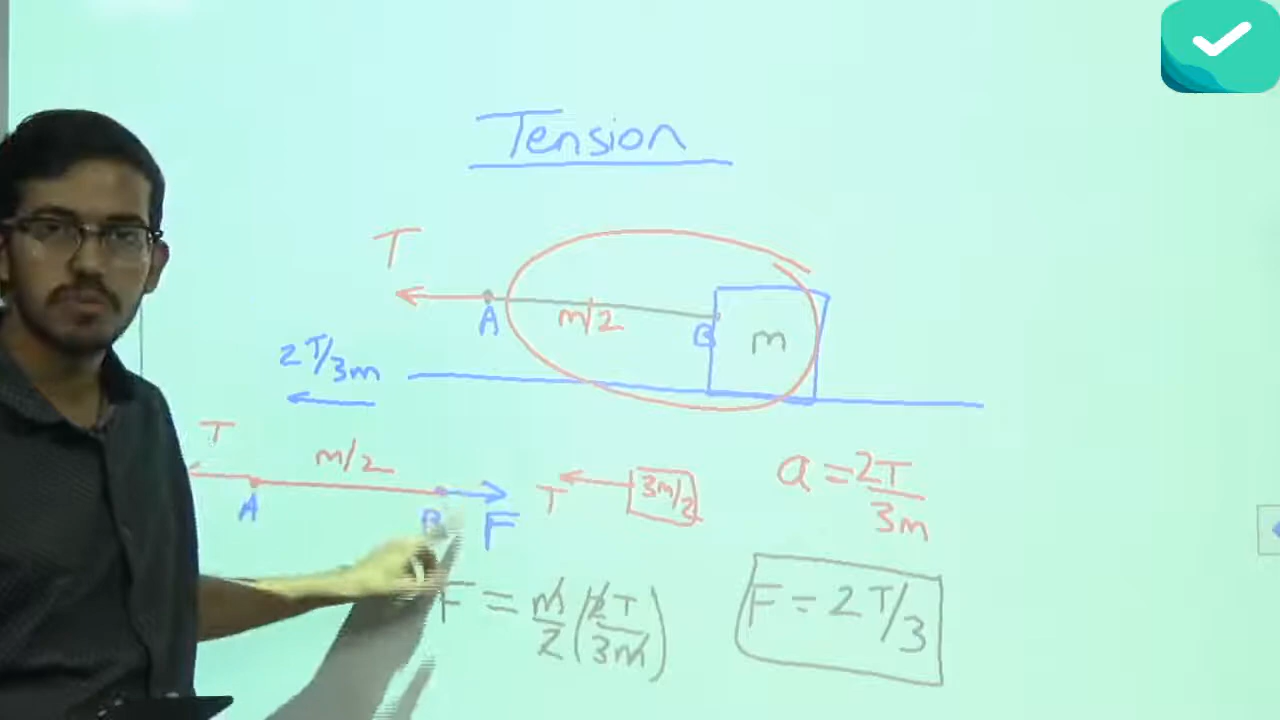 Tension
T
A
m/2
B
m
2T/3m
T
m/2
A
B
F
T
3m/2
a = 2T/3m
F = m/2 (2T/3m)
F = 2T/3